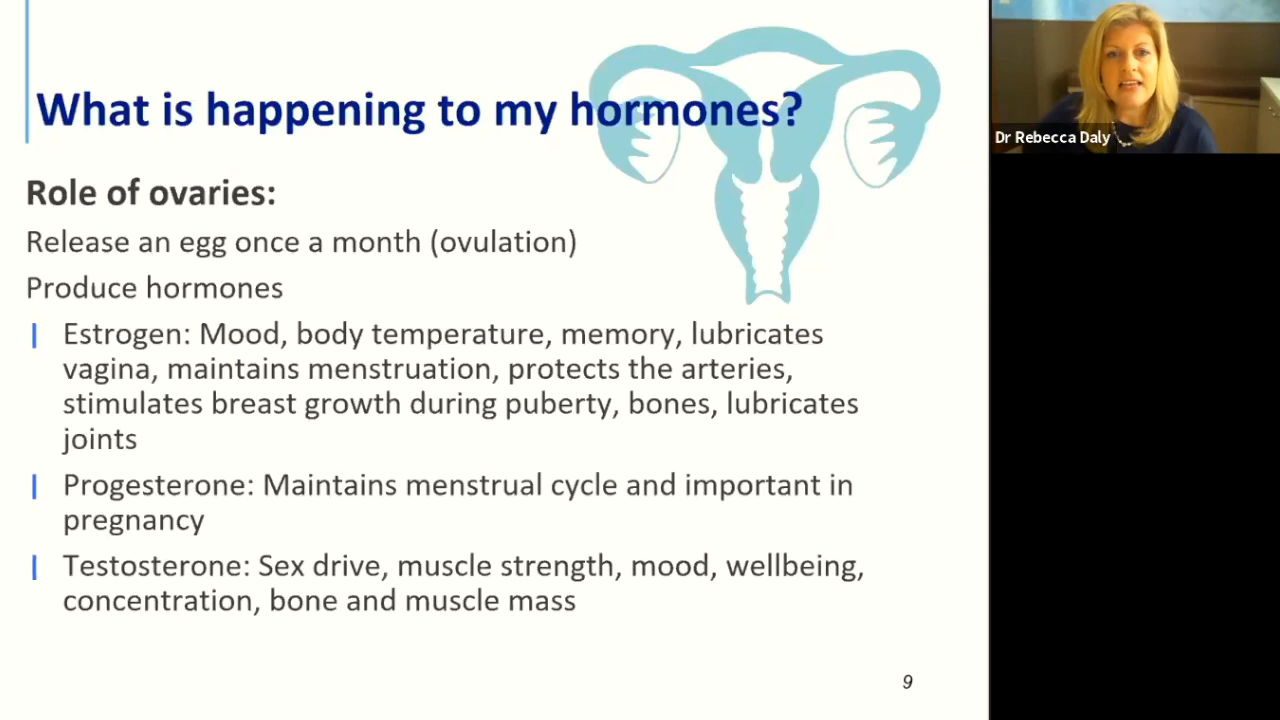 What is happening to my hormones?
Dr Rebecca Daly
Role of ovaries:
Release an egg once a month (ovulation)
Produce hormones
Estrogen: Mood, body temperature, memory, lubricates
vagina, maintains menstruation, protects the arteries,
stimulates breast growth during puberty, bones, lubricates
joints
Progesterone: Maintains menstrual cycle and important in
pregnancy
Testosterone: Sex drive, muscle strength, mood, wellbeing,
concentration, bone and muscle mass
9